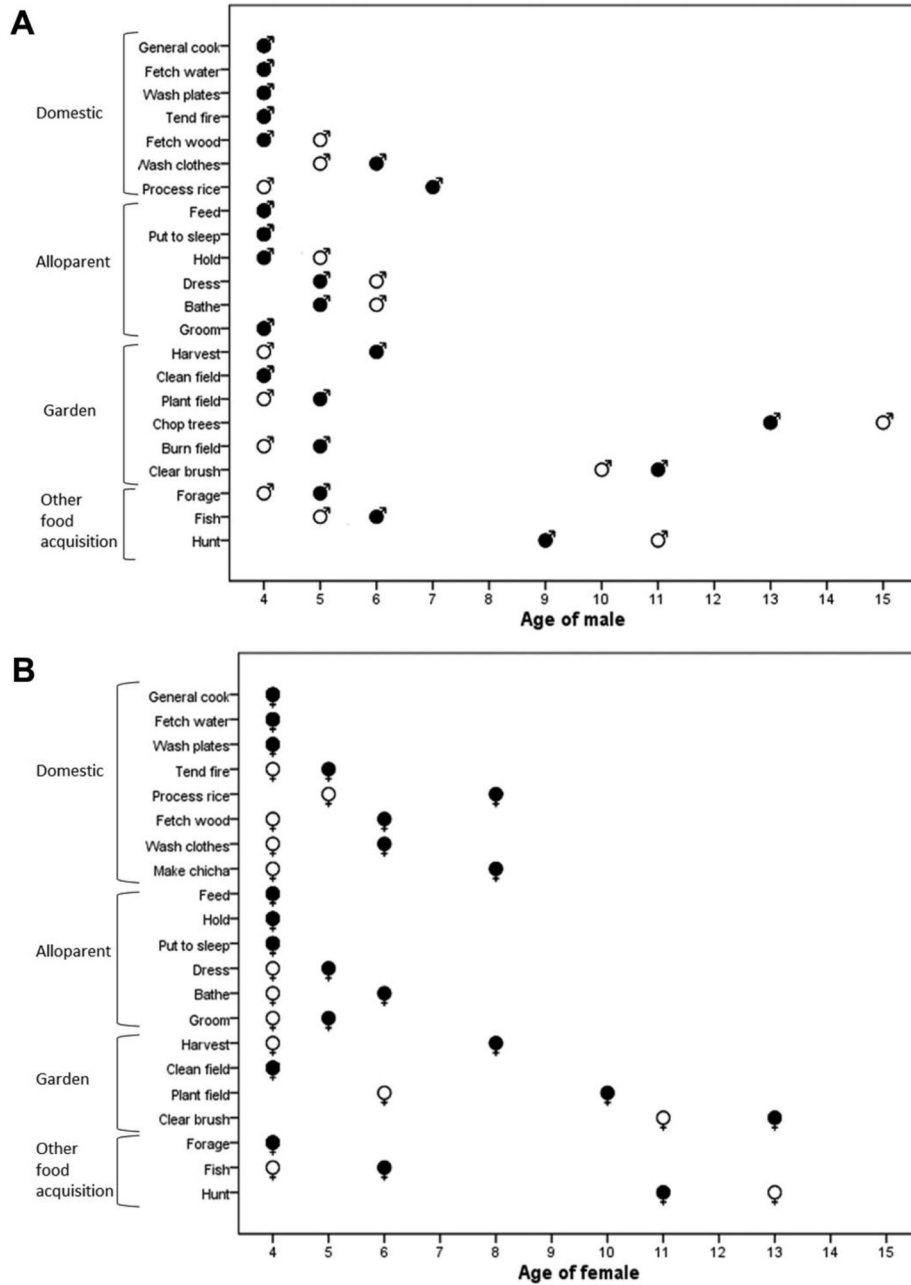 A
General cook
Fetch water
Wash plates
Domestic
Tend fire
Fetch wood
Wash clothes
Process rice
Feed
Put to sleep
Alloparent
Hold
Dress
Bathe
Groom
Harvest
Clean field
Garden
Plant field
Chop trees
Burn field
Clear brush
Other
food
acquisition
Forage
Fish
Hunt
4 5 6 7 8 9 10 11 12 13 14 15
Age of male
B
General cook
Fetch water
Wash plates
Domestic
Tend fire
Process rice
Fetch wood
Wash clothes
Make chicha
Feed
Hold
Alloparent
Put to sleep
Dress
Bathe
Groom
Harvest
Garden
Clean field
Plant field
Clear brush
Other
food
acquisition
Forage
Fish
Hunt
4 5 6 7 8 9 10 11 12 13 14 15
Age of female